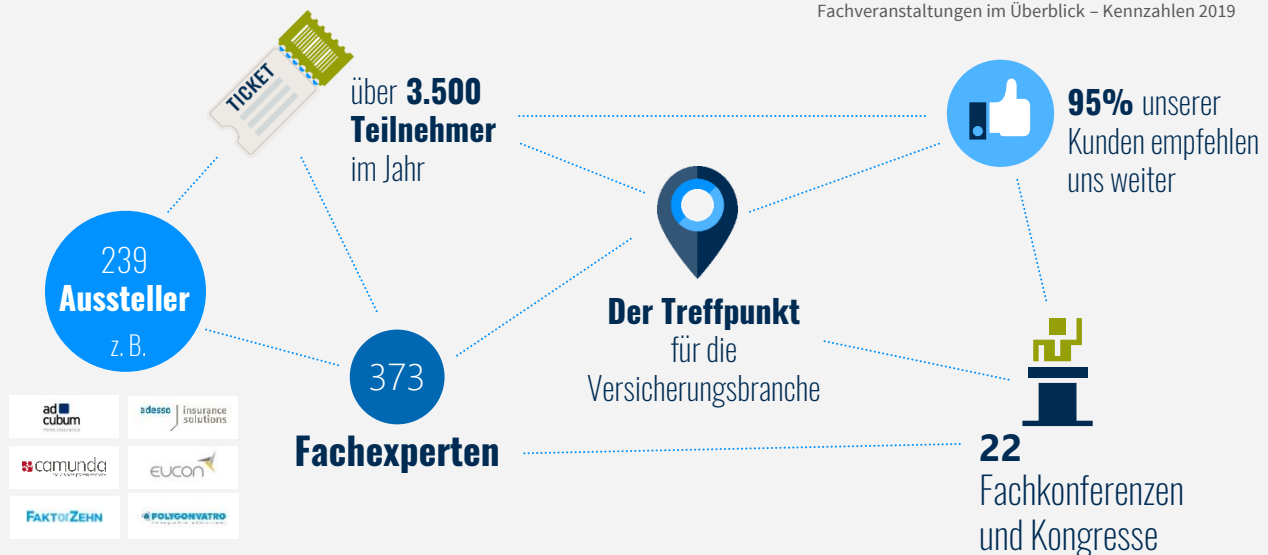 Fachveranstaltungen im Überblick – Kennzahlen 2019
TICKET
über 3.500
Teilnehmer
im Jahr
95% unserer
Kunden empfehlen
uns weiter
239
Aussteller
z. B.
Der Treffpunkt
für die
Versicherungsbranche
373
Fachexperten
22
Fachkonferenzen
und Kongresse
ad
cubum
adesso insurance
solutions
camunda
EUCON
FAKTOR ZEHN
POLYGONVATRO